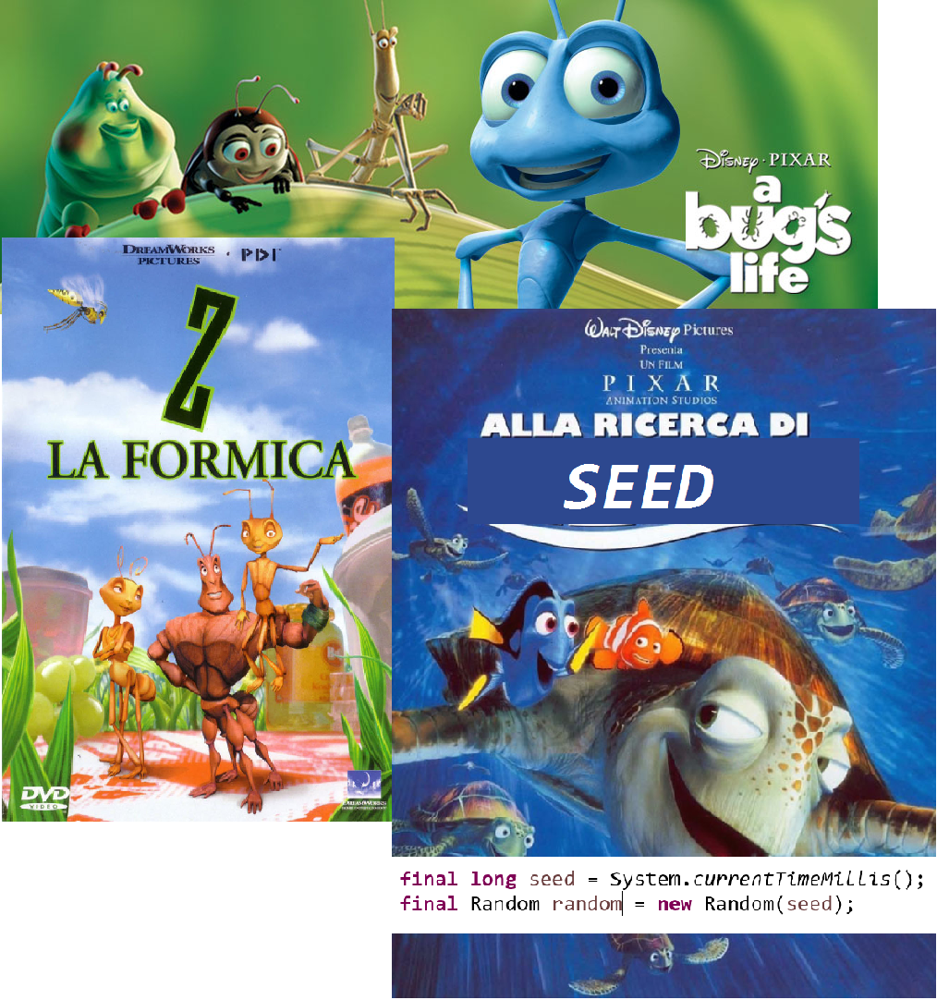 DISNEY · PIXAR
a
bug's
life
DREAMWORKS
PICTURES
· PDI
Z
LA FORMICA
DVD
VIDEO
DREAMWORKS
WALT DISNEY Pictures
Presenta
UN FILM
PIXAR
ANIMATION STUDIOS
ALLA RICERCA DI
SEED
final long seed = System.currentTimeMillis();
final Random random = new Random(seed);